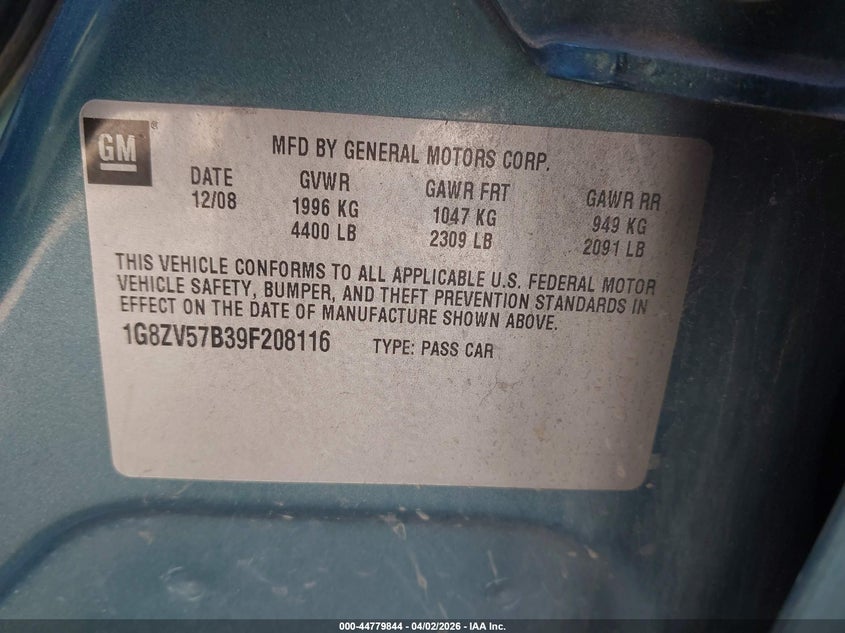 GM ®
MFD BY GENERAL MOTORS CORP.
DATE GVWR GAWR FRT GAWR RR
12/08 1996 KG 1047 KG 949 KG
4400 LB 2309 LB 2091 LB
THIS VEHICLE CONFORMS TO ALL APPLICABLE U.S. FEDERAL MOTOR
VEHICLE SAFETY, BUMPER, AND THEFT PREVENTION STANDARDS IN
EFFECT ON THE DATE OF MANUFACTURE SHOWN ABOVE.
1G8ZV57B39F208116 TYPE: PASS CAR
000-44779844 | 04/02/2026 | IAA Inc.